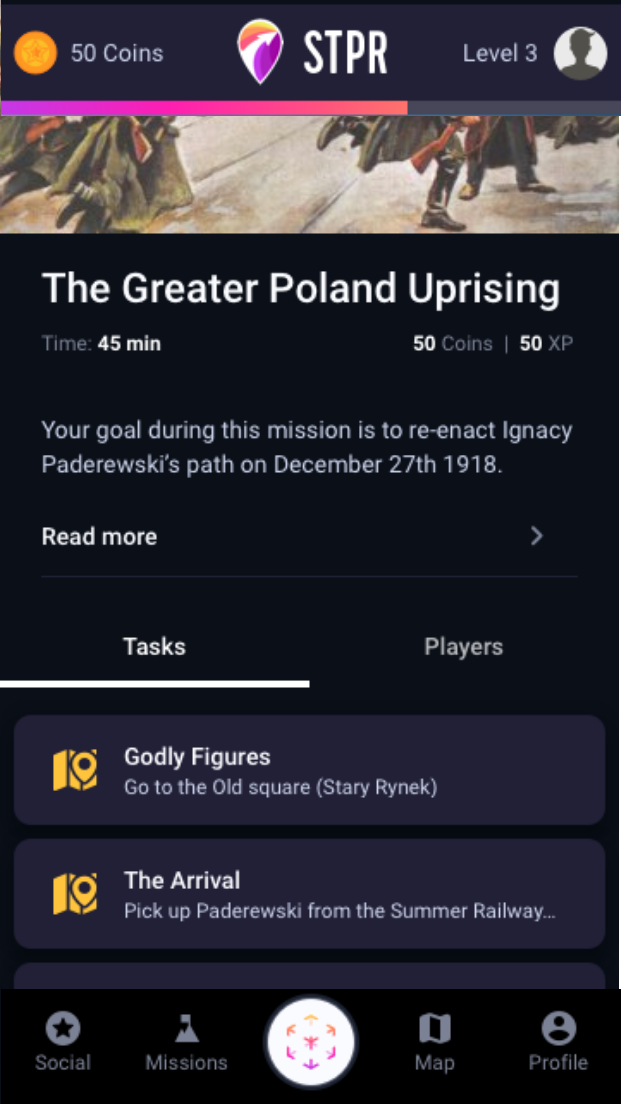 50 Coins
STPR
Level 3
The Greater Poland Uprising
Time: 45 min
50 Coins | 50 XP
Your goal during this mission is to re-enact Ignacy
Paderewski’s path on December 27th 1918.
Read more
Tasks
Players
Godly Figures
Go to the Old square (Stary Rynek)
The Arrival
Pick up Paderewski from the Summer Railway...
Social
Missions
Map
Profile